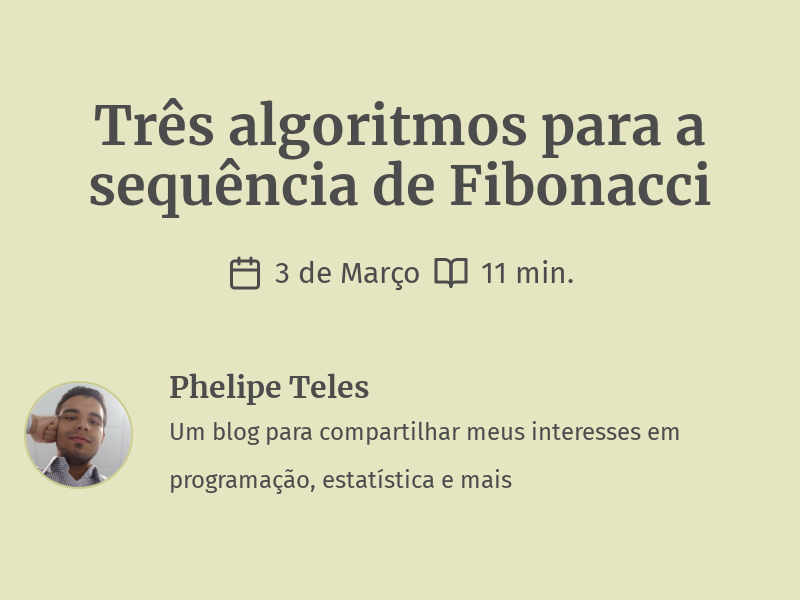 Três algoritmos para a
sequência de Fibonacci
3 de Março 11 min.
Phelipe Teles
Um blog para compartilhar meus interesses em
programação, estatística e mais